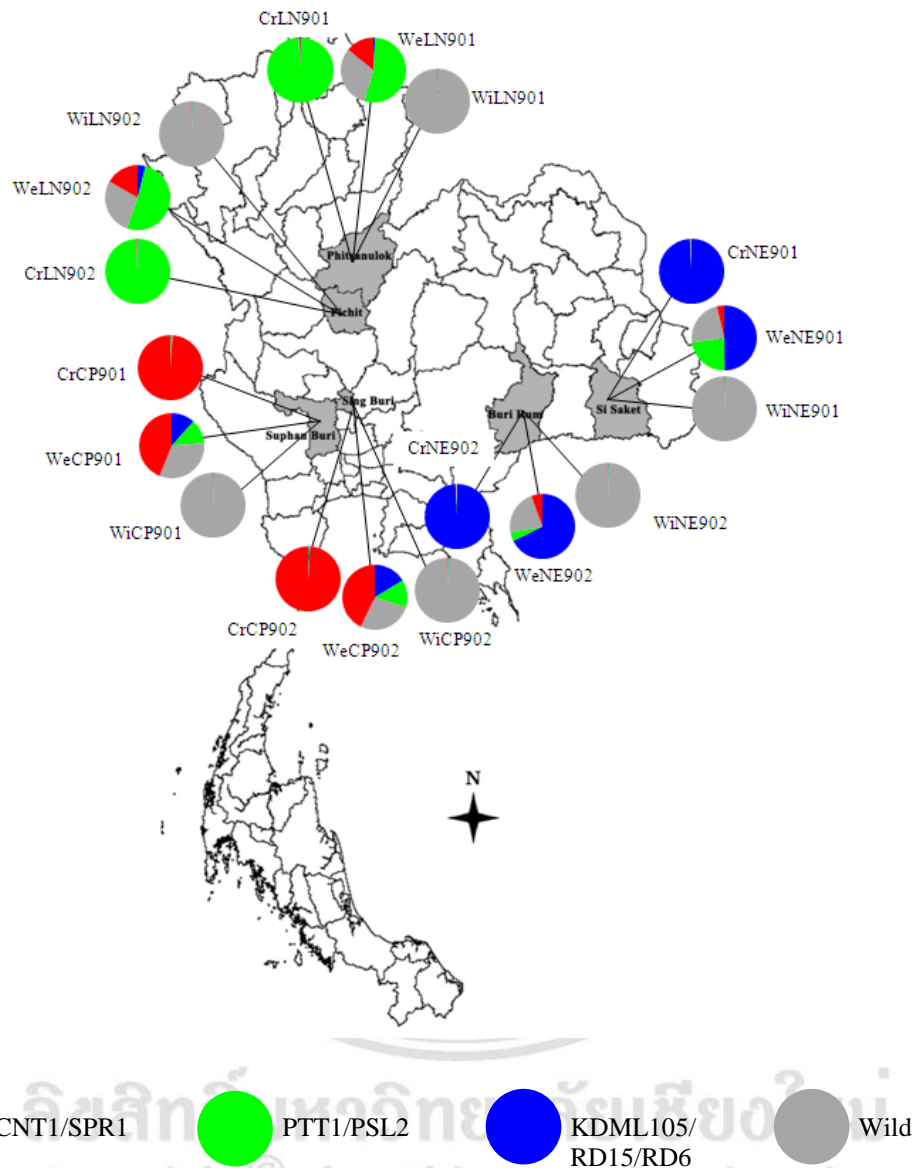 CrLN901
WeLN901
WiLN901
WiLN902
WeLN902
CrLN902
Phitsanulok
Pichit
CrNE901
WeNE901
WiNE901
CrCP901
WeCP901
WiCP901
Sing Buri
Suphan Buri
Buri Rum
Si Saket
CrNE902
WiNE902
WeNE902
CrCP902
WeCP902
WiCP902
N
CNT1/SPR1
PTT1/PSL2
KDML105/
RD15/RD6
Wild